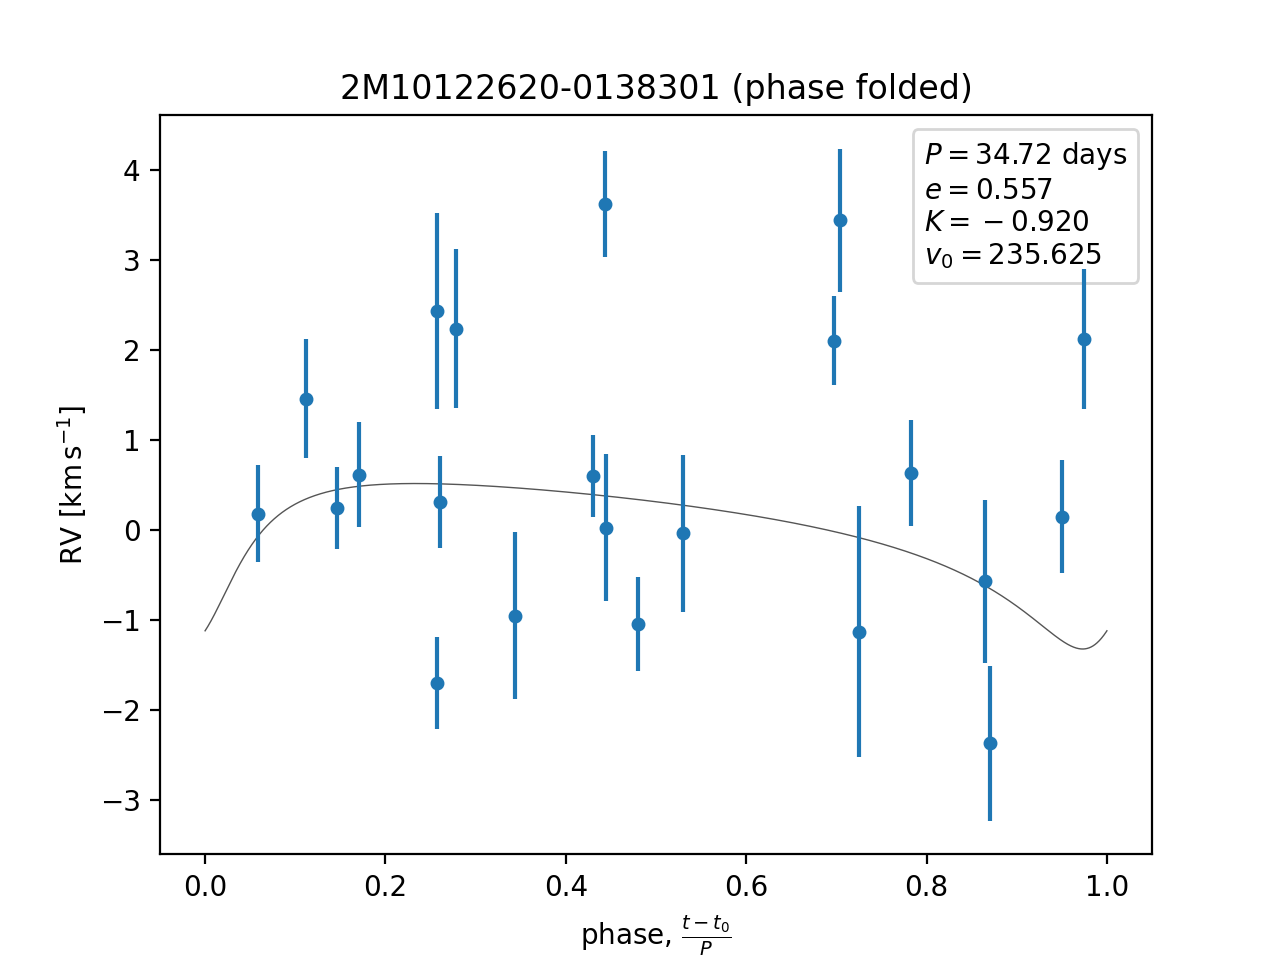 2M10122620-0138301 (phase folded)
P = 34.72 days
e = 0.557
K = −0.920
v₀ = 235.625
4
3
2
1
0
−1
−2
−3
RV [km s⁻¹]
0.0 0.2 0.4 0.6 0.8 1.0
phase, (t − t₀)/P